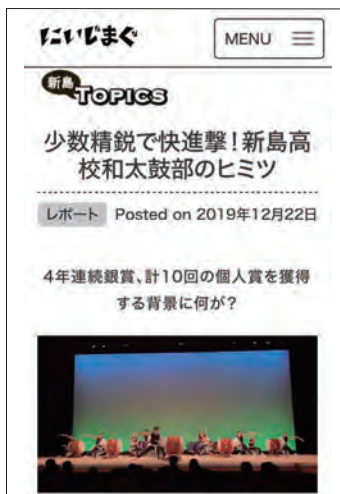 にいじまぐ
MENU
新島
TOPICS
少数精鋭で快進撃!新島高
校和太鼓部のヒミツ
レポート Posted on 2019年12月22日
4年連続銀賞、計10回の個人賞を獲得
する背景に何が?